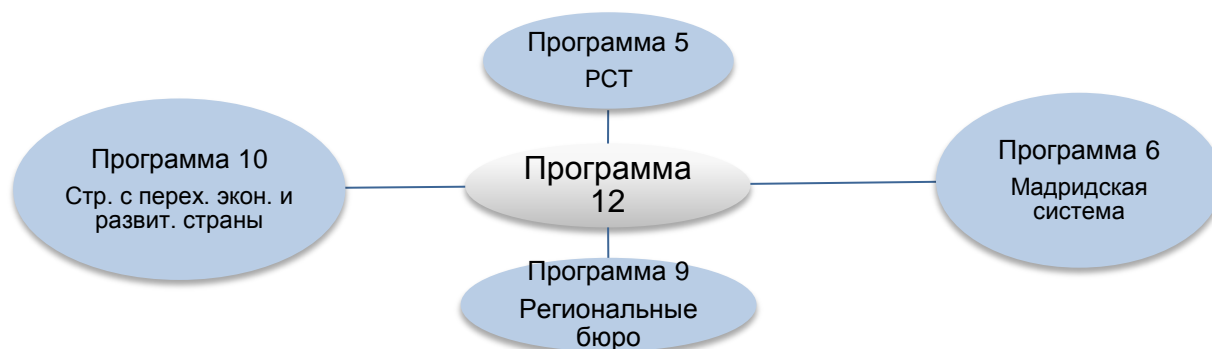 Программа 5
РСТ
Программа 10
Стр. с перех. экон. и
развит. страны
Программа
12
Программа 6
Мадридская
система
Программа 9
Региональные
бюро